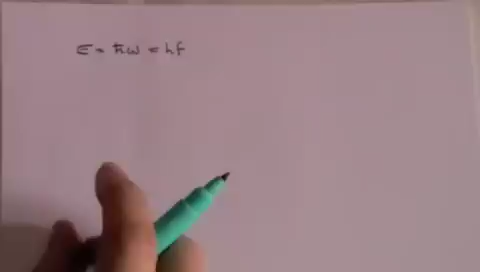 E = ħω = hf